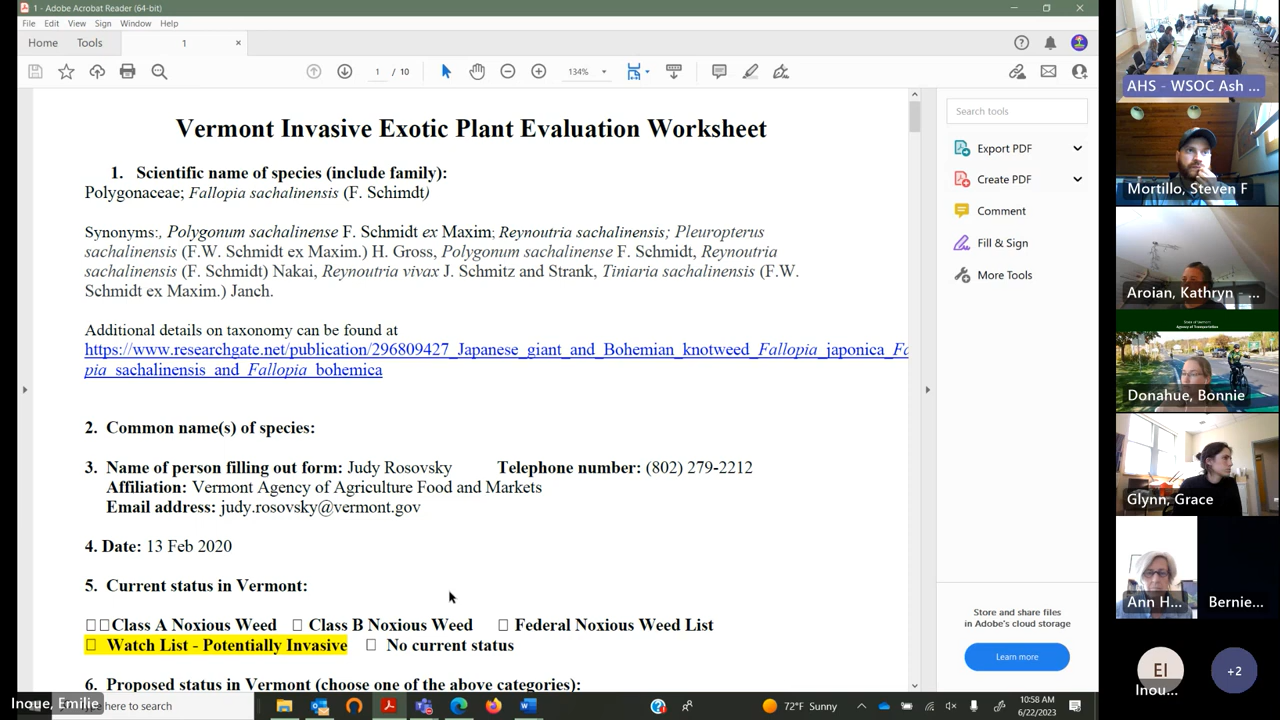 1 - Adobe Acrobat Reader (64-bit)
File Edit View Sign Window Help
Home Tools 1 ×
1 / 10 134%
Vermont Invasive Exotic Plant Evaluation Worksheet
1. Scientific name of species (include family):
Polygonaceae; Fallopia sachalinensis (F. Schimdt)
Synonyms:, Polygonum sachalinense F. Schmidt ex Maxim; Reynoutria sachalinensis; Pleuropterus
sachalinensis (F.W. Schmidt ex Maxim.) H. Gross, Polygonum sachalinense F. Schmidt, Reynoutria
sachalinensis (F. Schmidt) Nakai, Reynoutria vivax J. Schmitz and Strank, Tiniaria sachalinensis (F.W.
Schmidt ex Maxim.) Janch.
Additional details on taxonomy can be found at
https://www.researchgate.net/publication/296809427_Japanese_giant_and_Bohemian_knotweed_Fallopia_japonica_Fa
pia_sachalinensis_and_Fallopia_bohemica
2. Common name(s) of species:
3. Name of person filling out form: Judy Rosovsky Telephone number: (802) 279-2212
Affiliation: Vermont Agency of Agriculture Food and Markets
Email address: judy.rosovsky@vermont.gov
4. Date: 13 Feb 2020
5. Current status in Vermont:
□□Class A Noxious Weed □ Class B Noxious Weed □ Federal Noxious Weed List
□ Watch List - Potentially Invasive □ No current status
6. Proposed status in Vermont (choose one of the above categories):
Search tools
Export PDF
Create PDF
Comment
Fill & Sign
More Tools
Store and share files
in Adobe's cloud storage
Learn more
Inoue, Emilie
here to search
72°F Sunny
10:58 AM
6/22/2023
AHS - WSOC Ash ...
Mortillo, Steven F
Aroian, Kathryn - ...
State of Vermont
Agency of Transportation
Donahue, Bonnie
Glynn, Grace
Ann H...
Bernie...
EI
Inou...
+2